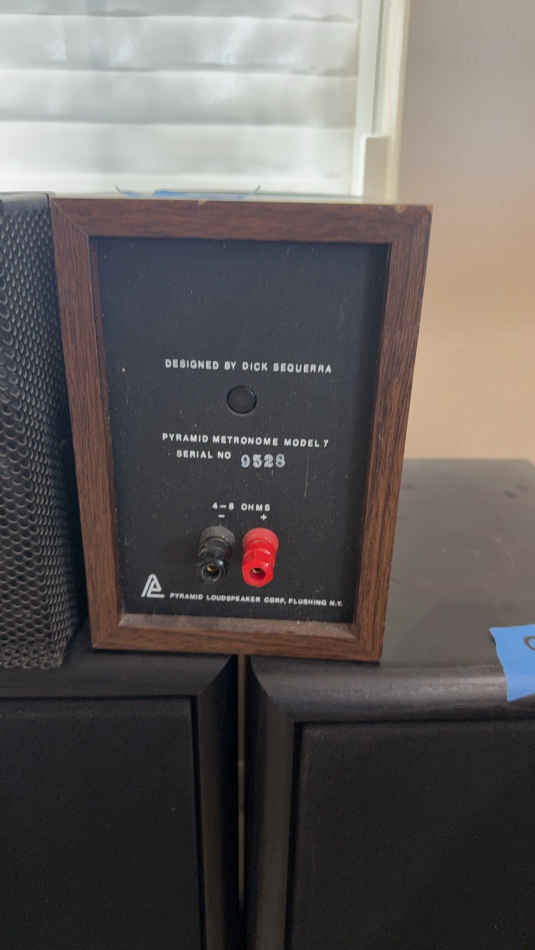 DESIGNED BY DICK SEQUERRA
PYRAMID METRONOME MODEL 7
SERIAL NO 9528
4-8 OHMS
- +
PYRAMID LOUDSPEAKER CORP, FLUSHING N.Y.